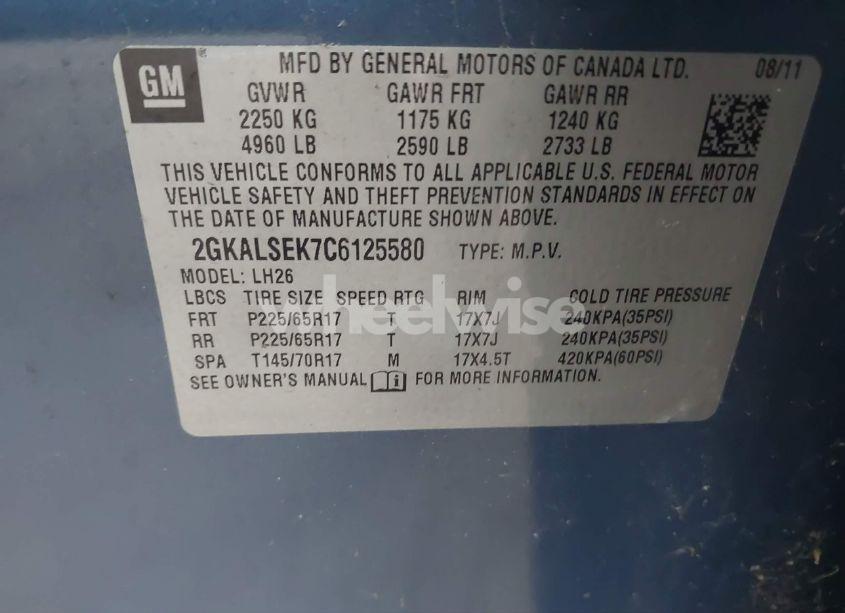 GM
MFD BY GENERAL MOTORS OF CANADA LTD. 08/11
GVWR GAWR FRT GAWR RR
2250 KG 1175 KG 1240 KG
4960 LB 2590 LB 2733 LB
THIS VEHICLE CONFORMS TO ALL APPLICABLE U.S. FEDERAL MOTOR
VEHICLE SAFETY AND THEFT PREVENTION STANDARDS IN EFFECT ON
THE DATE OF MANUFACTURE SHOWN ABOVE.
2GKALSEK7C6125580 TYPE: M.P.V.
MODEL: LH26
LBCS TIRE SIZE SPEED RTG RIM COLD TIRE PRESSURE
FRT P225/65R17 T 17X7J 240KPA(35PSI)
RR P225/65R17 T 17X7J 240KPA(35PSI)
SPA T145/70R17 M 17X4.5T 420KPA(60PSI)
SEE OWNER'S MANUAL FOR MORE INFORMATION.
wheelwise